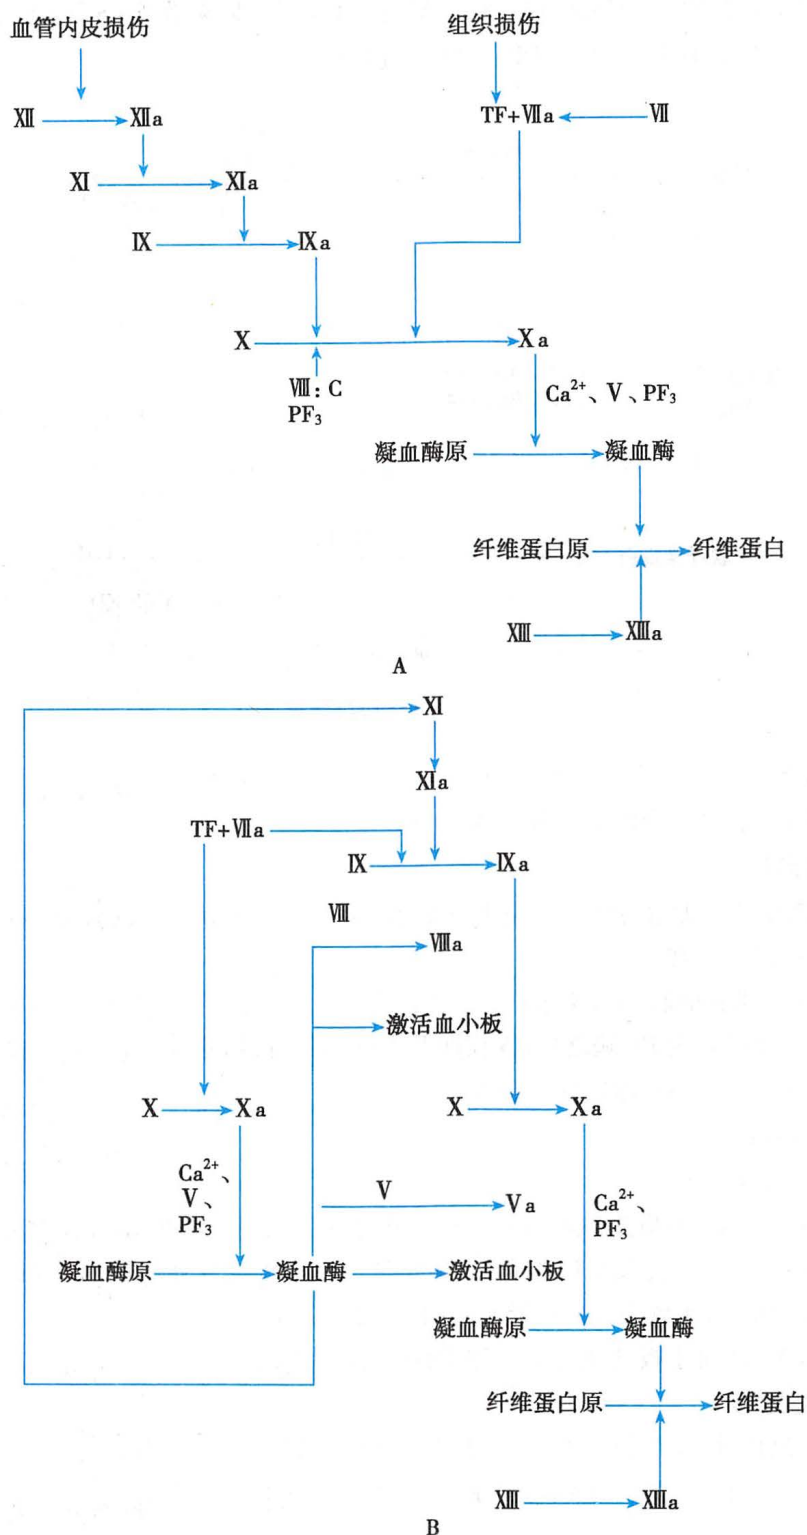 血管内皮损伤
组织损伤
Ⅻ
Ⅻa
TF+Ⅶa
Ⅶ
Ⅺ
Ⅺa
Ⅸ
Ⅸa
Ⅹ
Ⅹa
Ⅷ：C
PF₃
Ca²⁺、Ⅴ、PF₃
凝血酶原
凝血酶
纤维蛋白原
纤维蛋白
XIII
XIIIa
A
Ⅺ
Ⅺa
TF+Ⅶa
Ⅸ
Ⅸa
Ⅷ
Ⅷa
激活血小板
Ⅹ
Ⅹa
Ⅹ
Ⅹa
Ca²⁺、
Ⅴ、
PF₃
Ⅴ
Ⅴa
Ca²⁺、
PF₃
凝血酶原
凝血酶
激活血小板
凝血酶原
凝血酶
纤维蛋白原
纤维蛋白
XIII
XIIIa
B